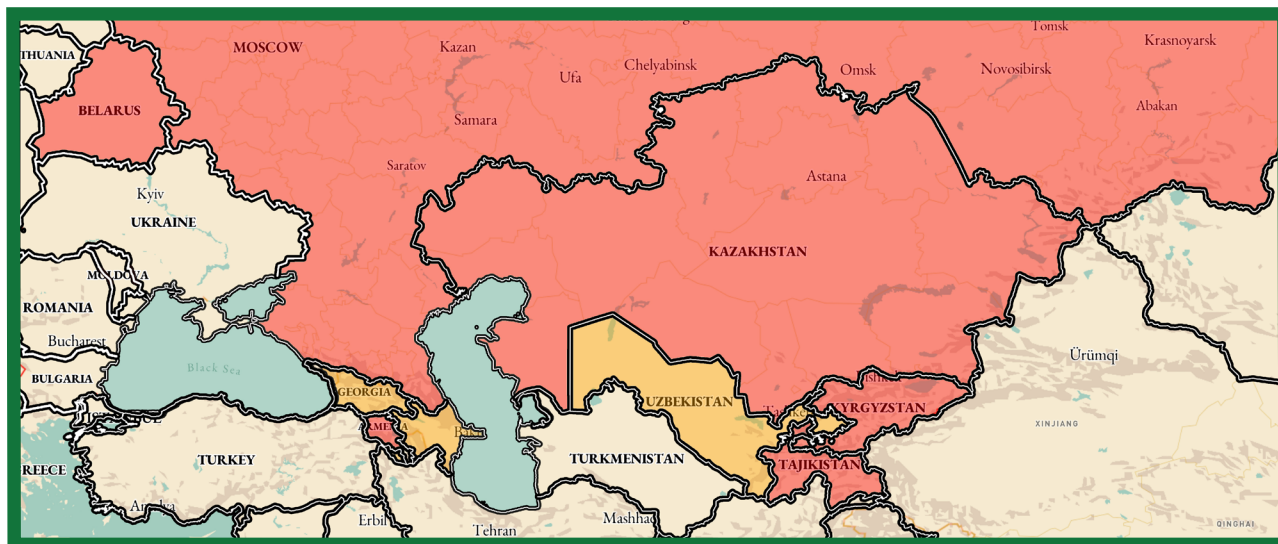 Tomsk
MOSCOW
Kazan
Krasnoyarsk
THUANIA
Chelyabinsk
Omsk
Novosibirsk
Ufa
BELARUS
Abakan
Samara
Saratov
Astana
Kyiv
UKRAINE
KAZAKHSTAN
MOLDOVA
ROMANIA
Bucharest
Ürümqi
Black Sea
BULGARIA
GEORGIA
UZBEKISTAN
KYRGYZSTAN
XINJIANG
ARMENIA
TURKEY
TURKMENISTAN
TAJIKISTAN
REECE
Erbil
Mashhad
QINGHAI
Tehran